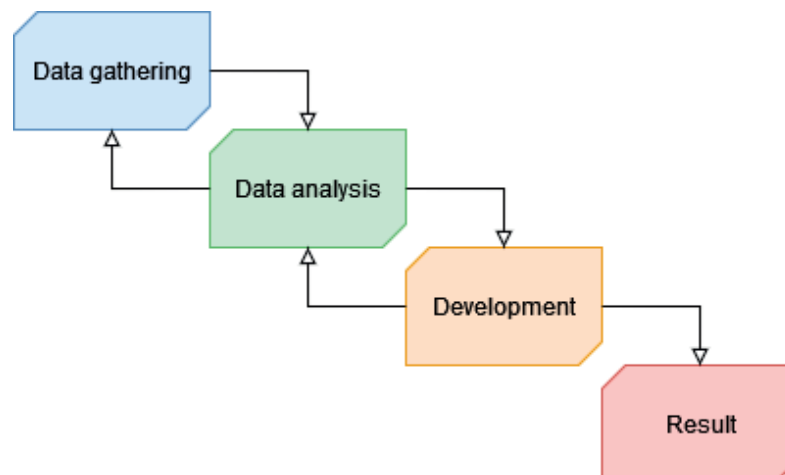 Data gathering
Data analysis
Development
Result